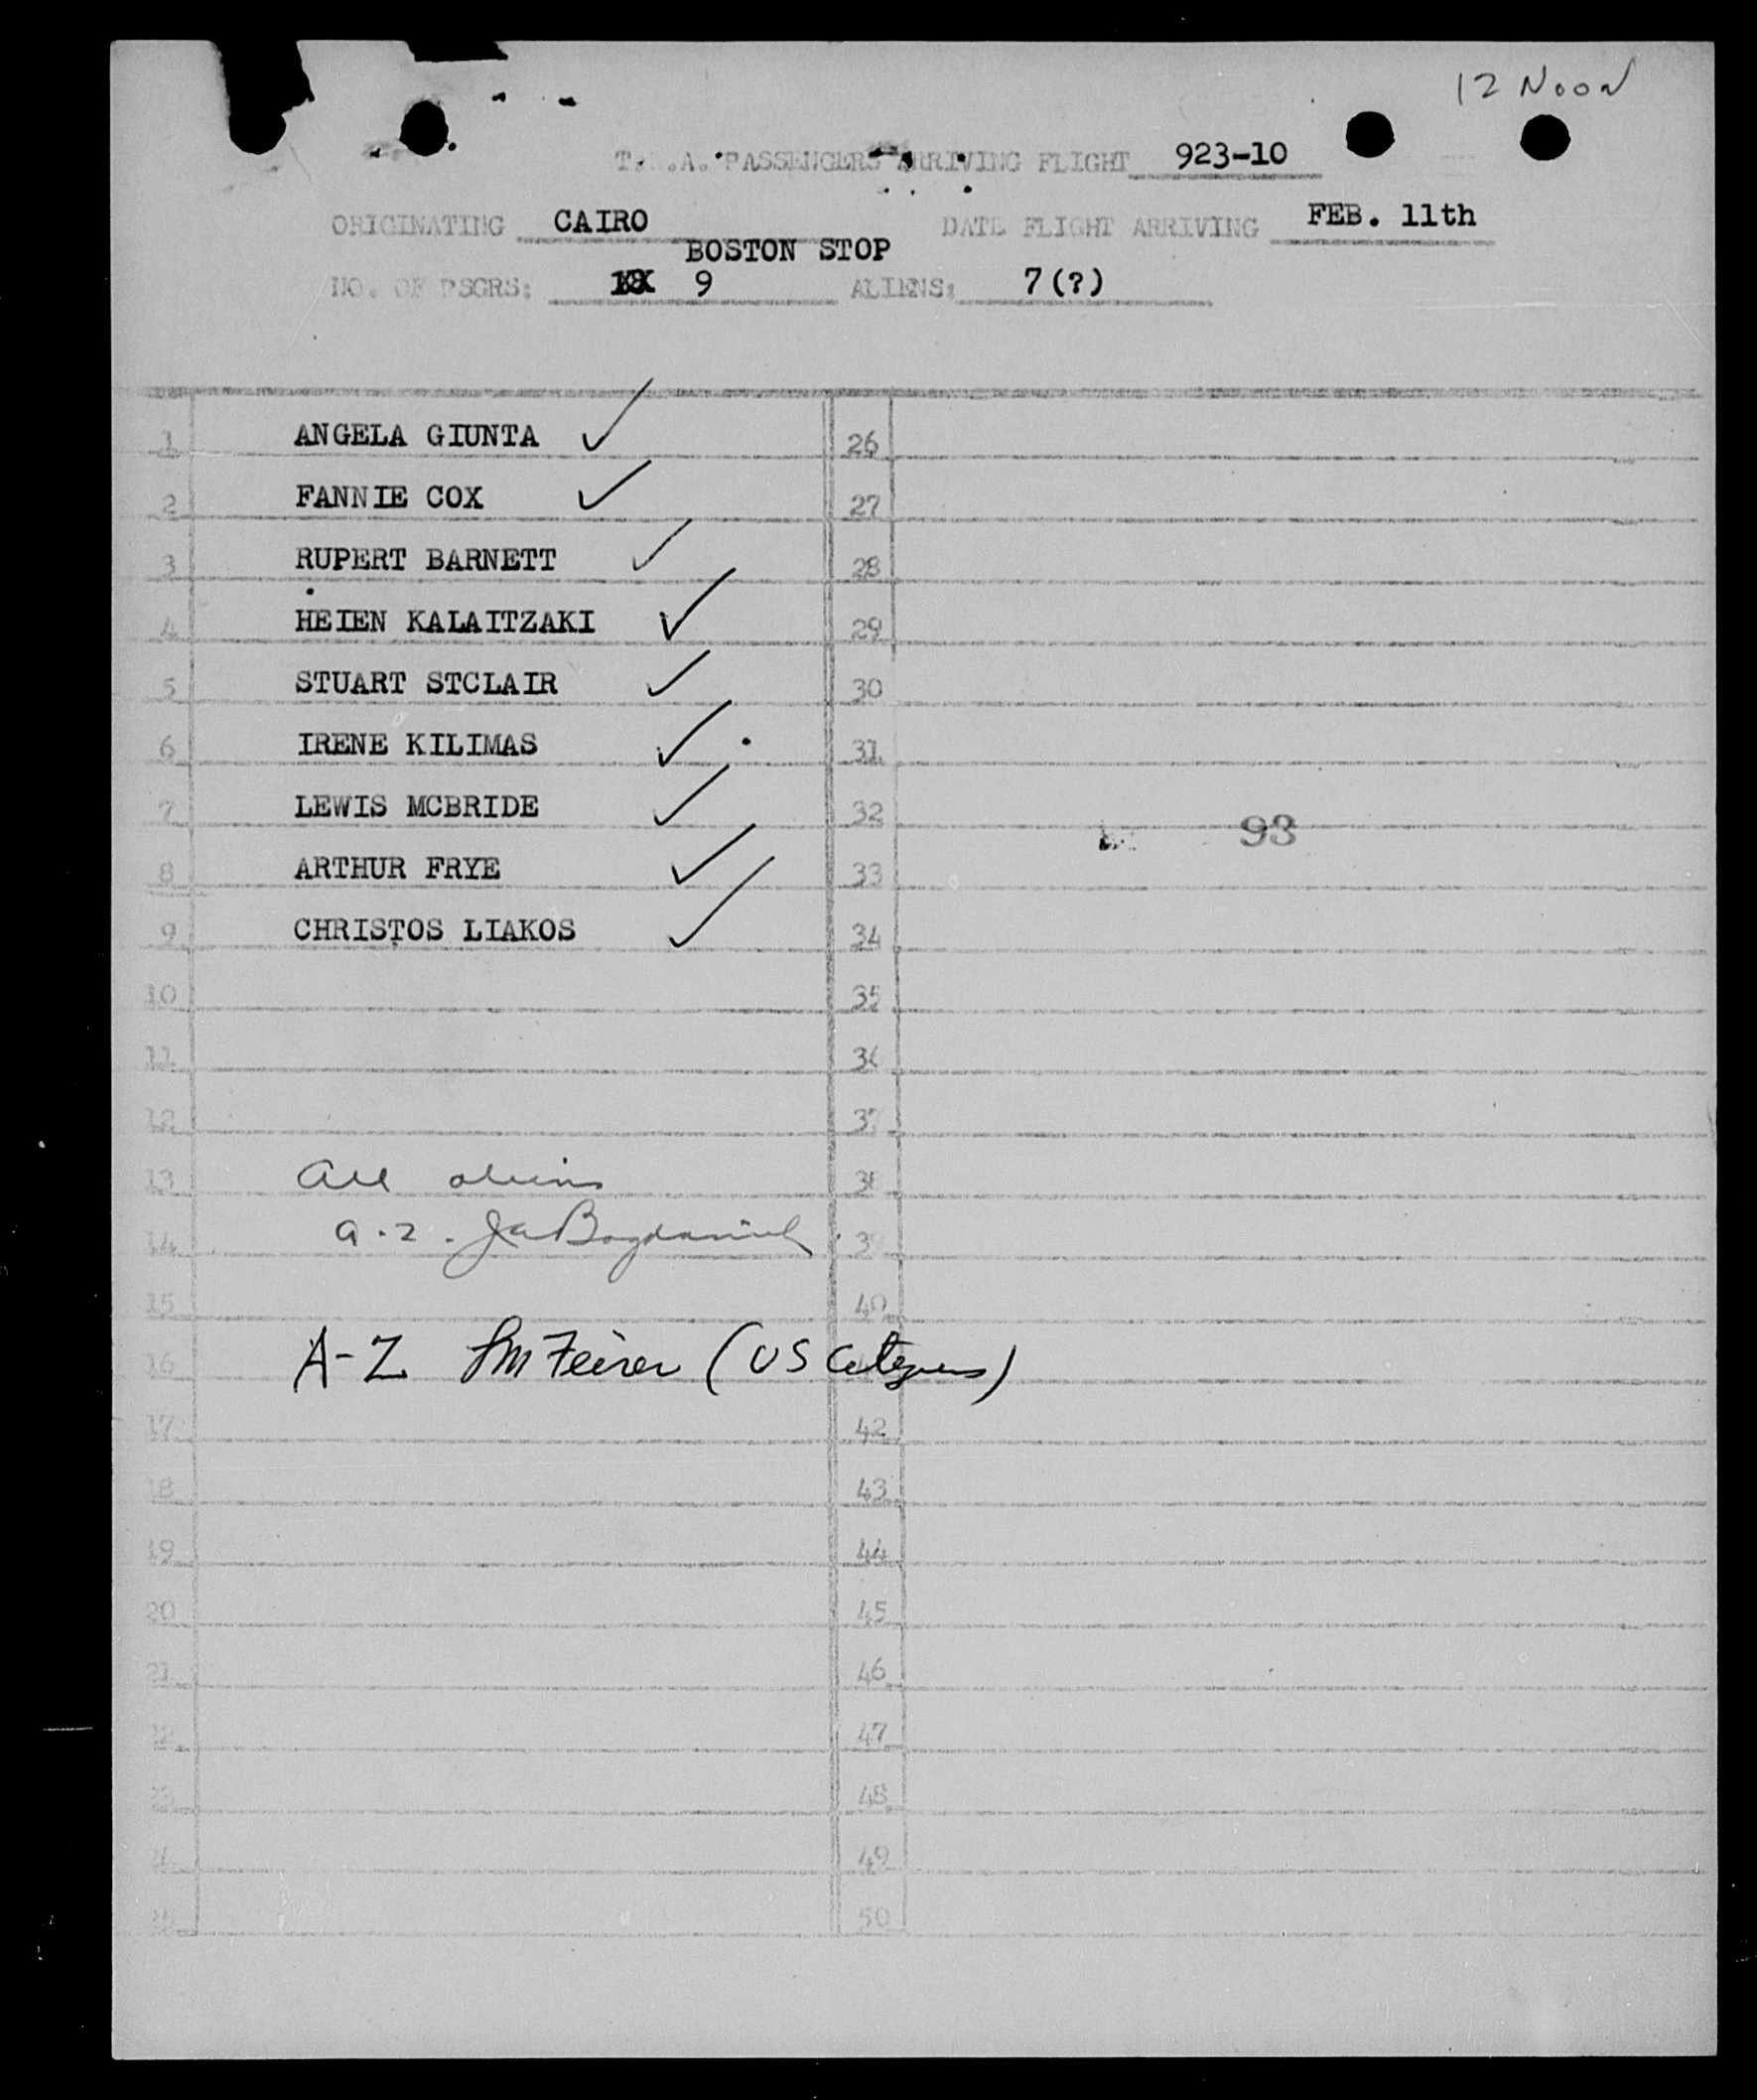 12 Noon
T. .A. PASSENGERS ARRIVING FLIGHT 923-10
ORIGINATING CAIRO DATE FLIGHT ARRIVING FEB. 11th
BOSTON STOP
NO. OF PSGRS: 9 ALIENS: 7(?)
1 ANGELA GIUNTA 26
2 FANNIE COX 27
3 RUPERT BARNETT 28
4 HEIEN KALAITZAKI 29
5 STUART STCLAIR 30
6 IRENE KILIMAS 31
7 LEWIS MCBRIDE 32
93
8 ARTHUR FRYE 33
9 CHRISTOS LIAKOS 34
10 35
11 36
12 37
13 All aliens 38
14 a.z. 39
15 40
16 A-Z (US Citizens)
17 42
18 43
19 44
20 45
21 46
47
48
49
50